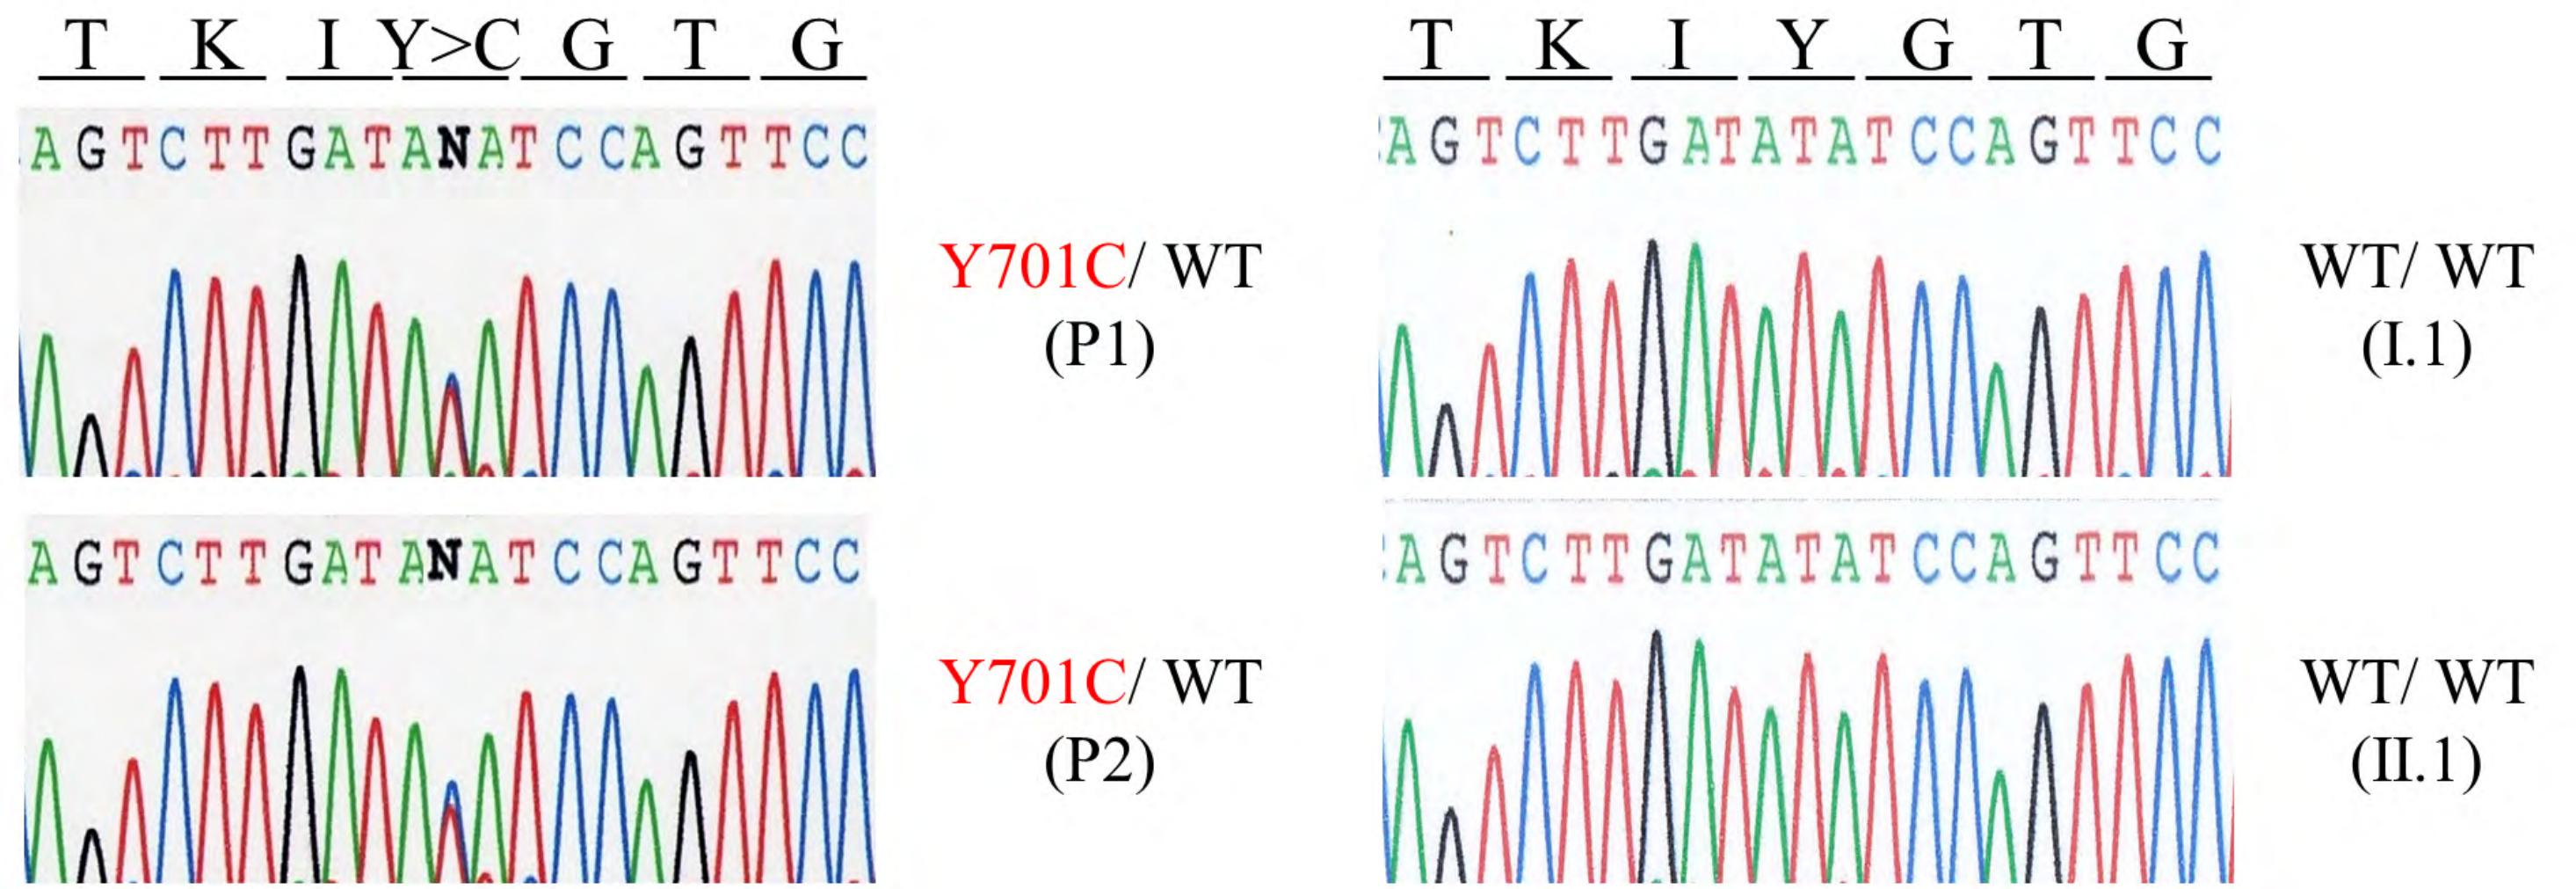 T K I Y>C G T G
AGTCTTGATANATCCAGTTCC
Y701C/ WT
(P1)
AGTCTTGATANATCCAGTTCC
Y701C/ WT
(P2)
T K I Y G T G
AGTCTTGATATATCCAGTTCC
WT/ WT
(I.1)
AGTCTTGATATATCCAGTTCC
WT/ WT
(II.1)